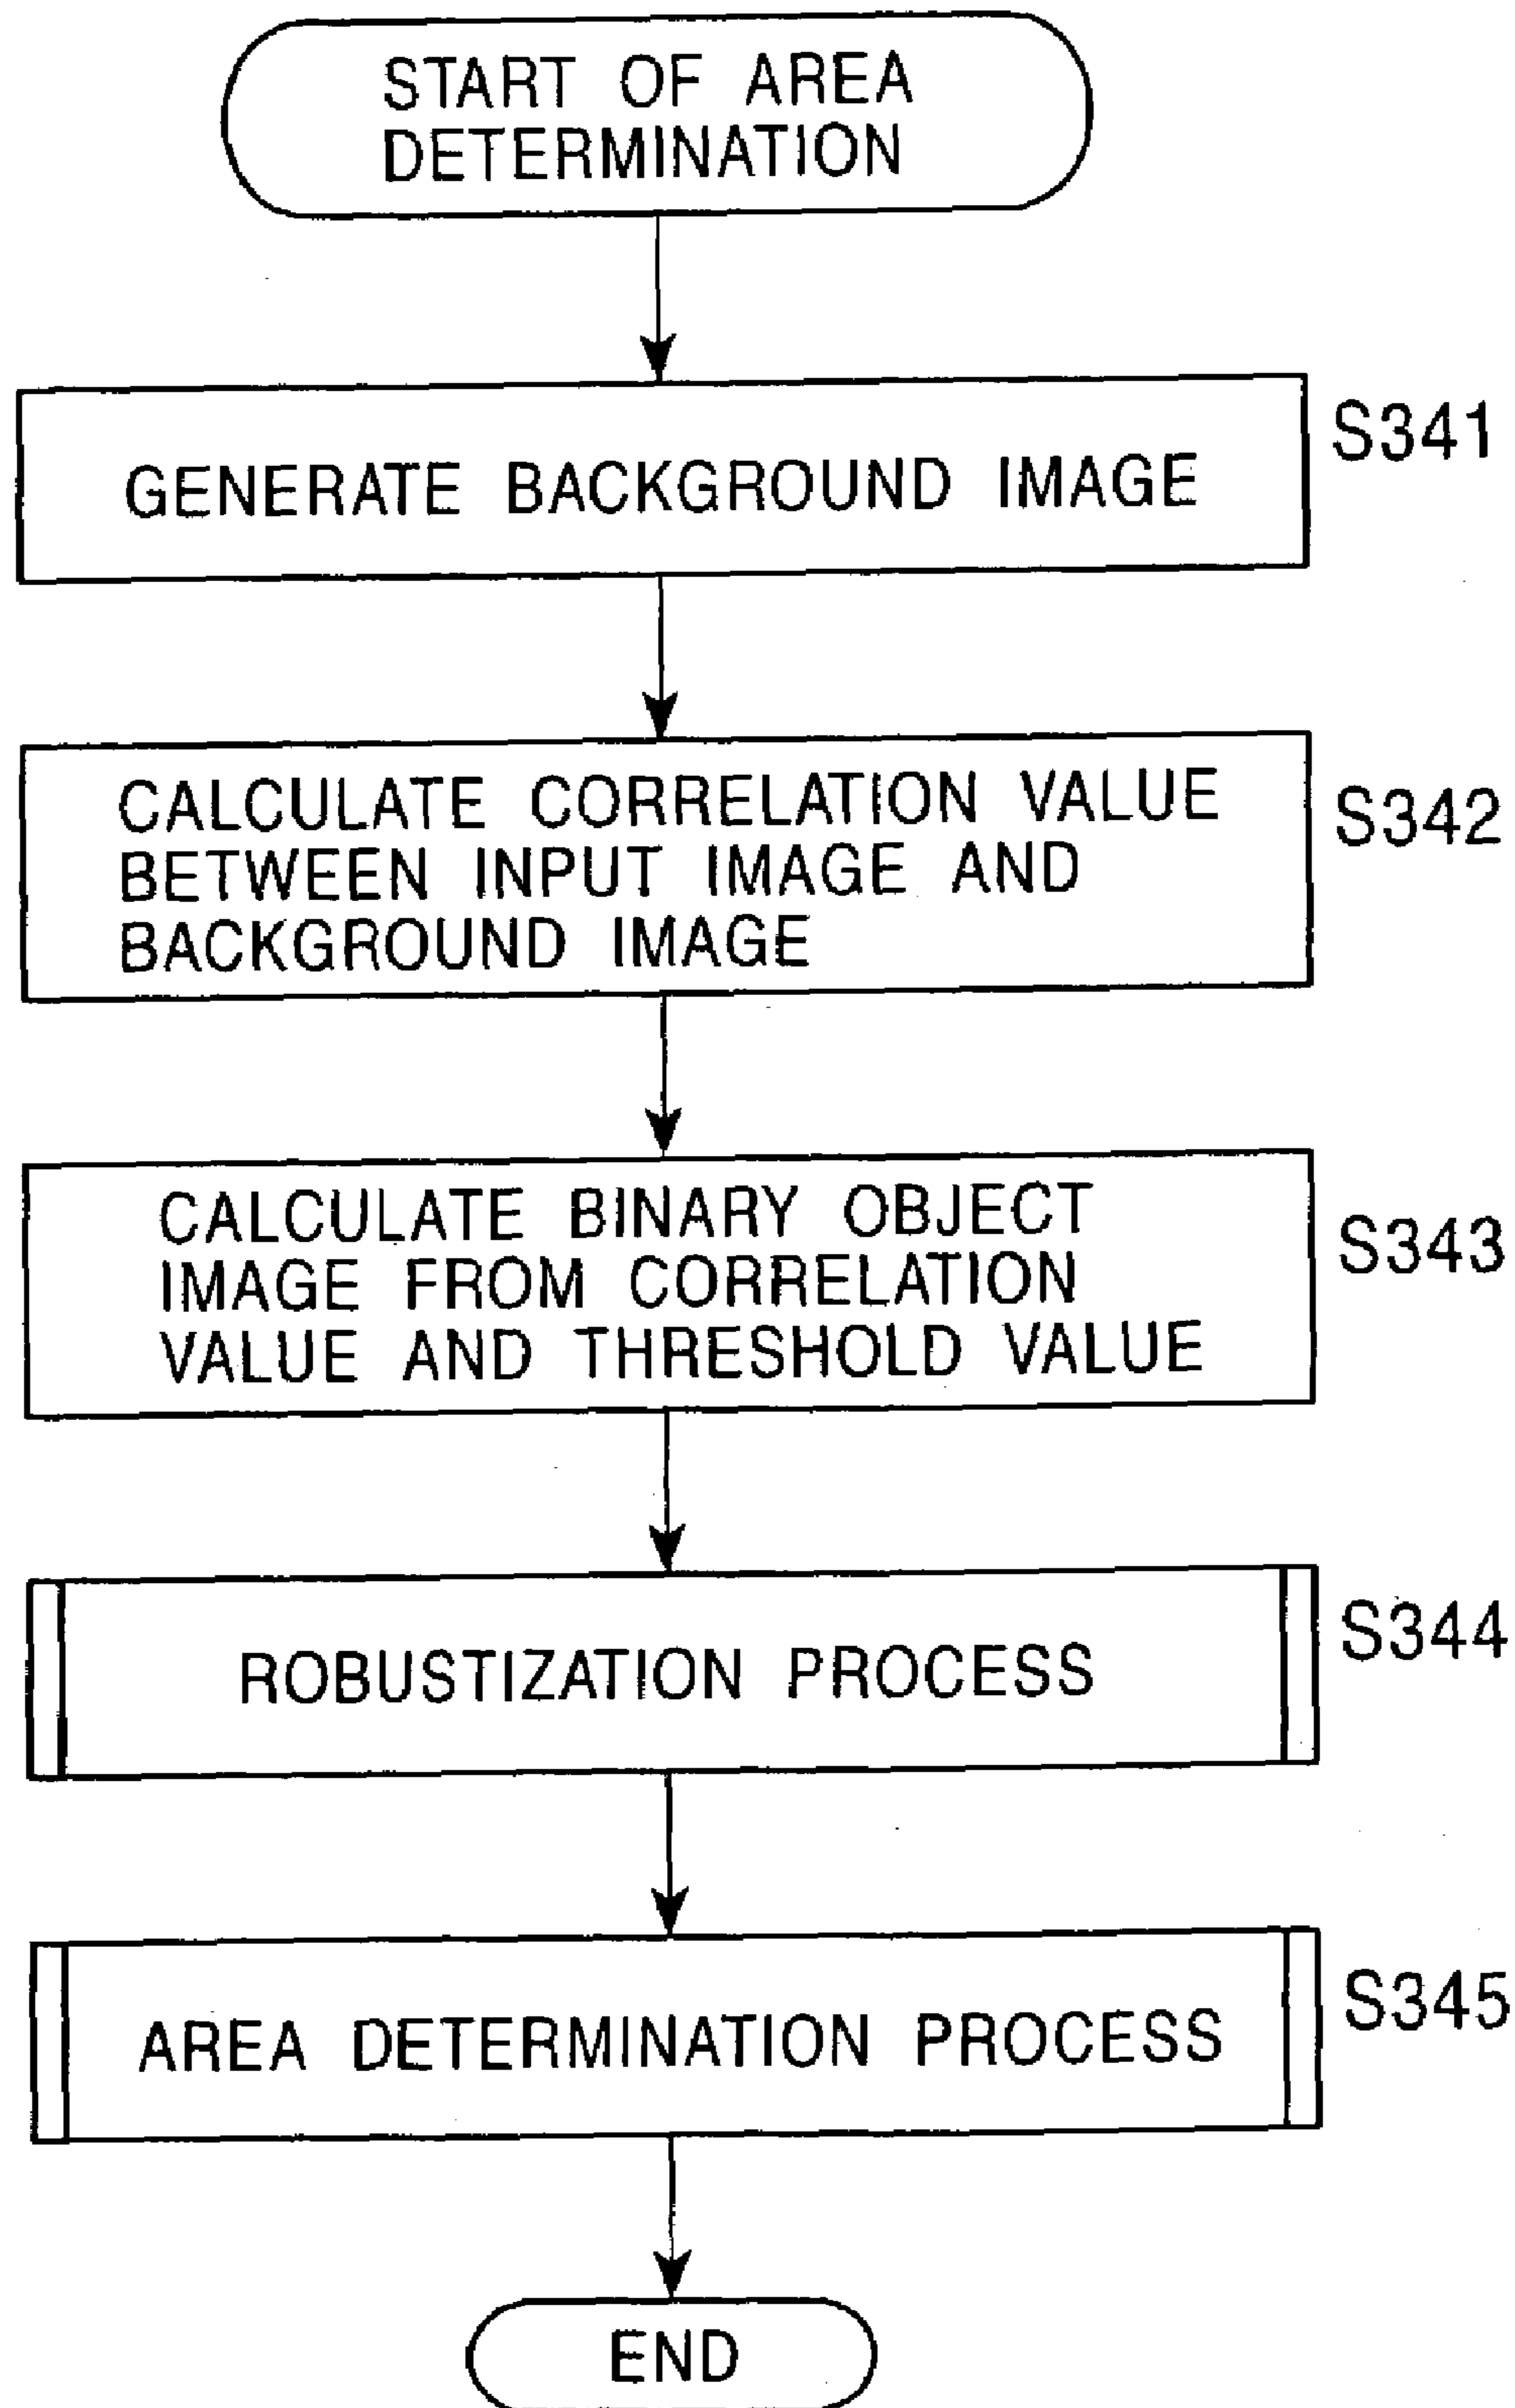 START OF AREA
DETERMINATION
GENERATE BACKGROUND IMAGE
S341
CALCULATE CORRELATION VALUE
BETWEEN INPUT IMAGE AND
BACKGROUND IMAGE
S342
CALCULATE BINARY OBJECT
IMAGE FROM CORRELATION
VALUE AND THRESHOLD VALUE
S343
ROBUSTIZATION PROCESS
S344
AREA DETERMINATION PROCESS
S345
END